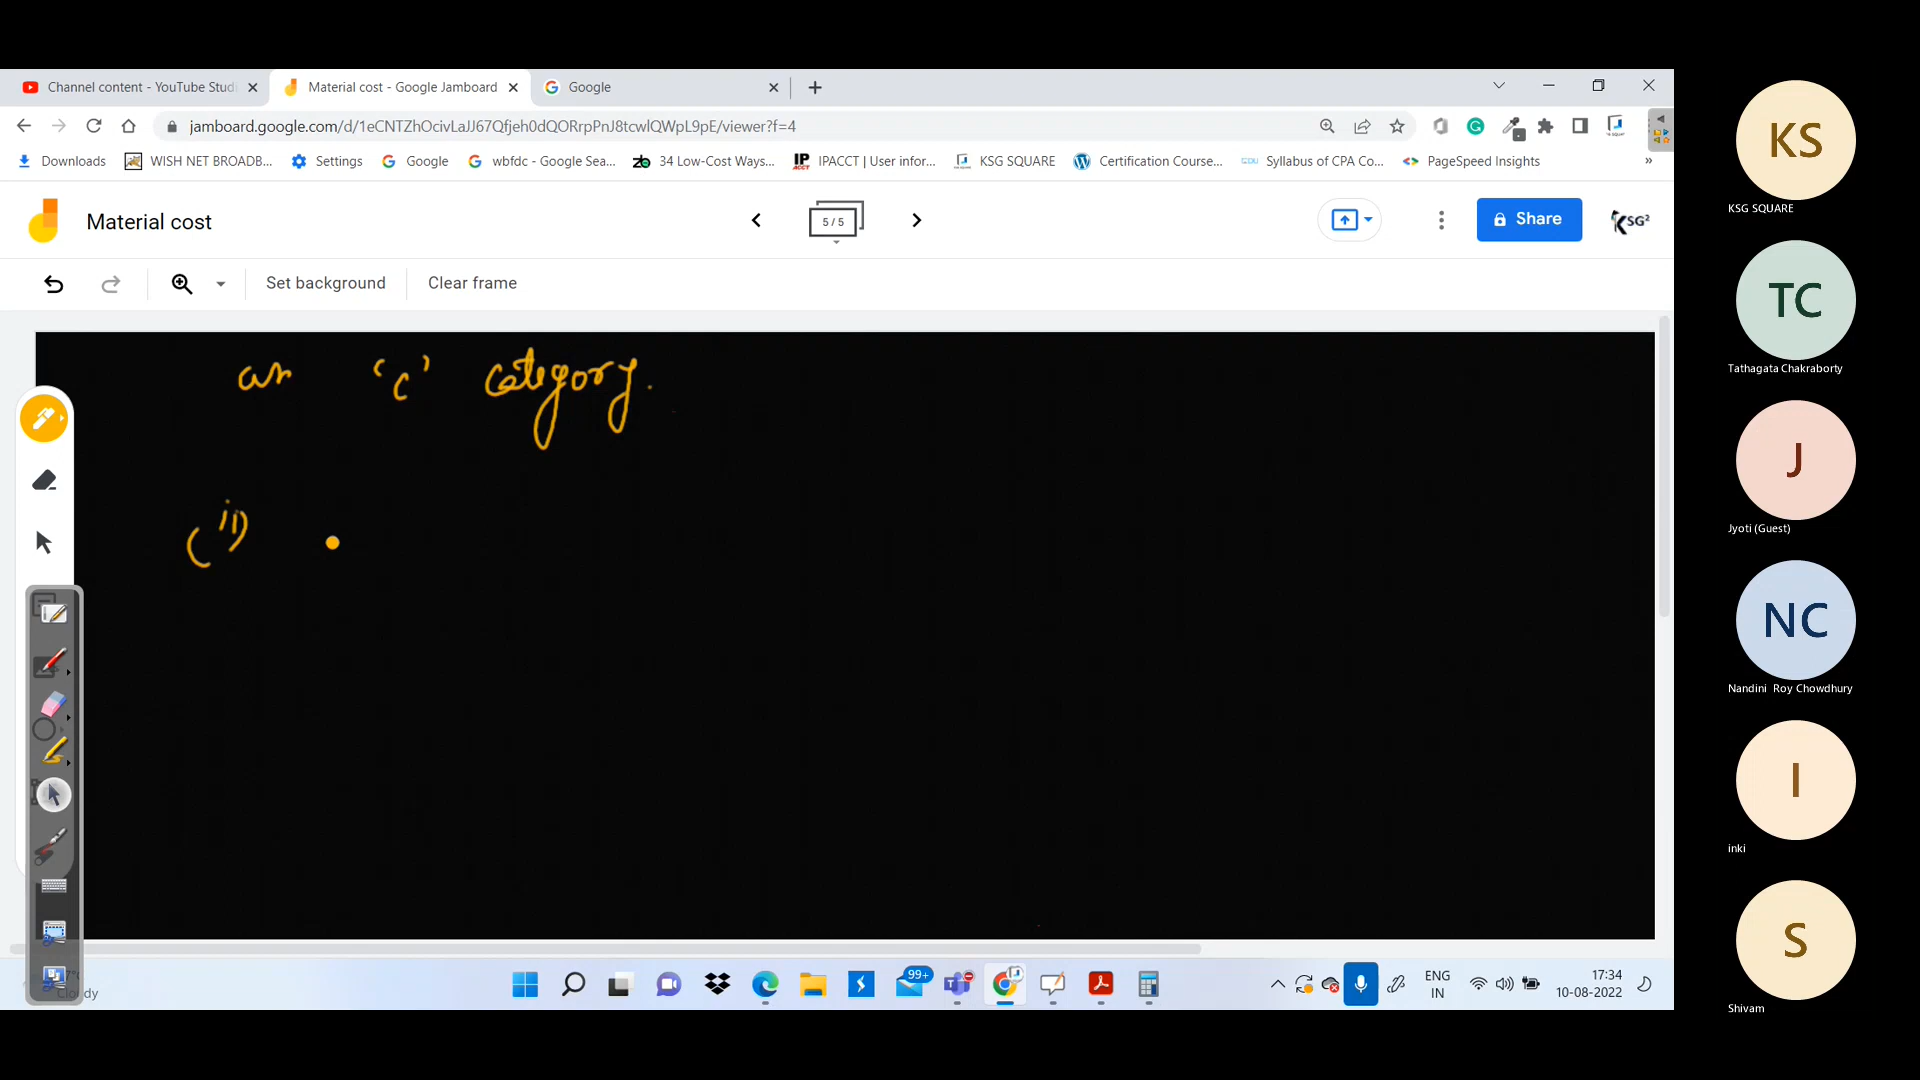 Channel content - YouTube Studi
Material cost - Google Jamboard
Google
jamboard.google.com/d/1eCNTZhOcivLaJJ67Qfjeh0dQORrpPnJ8tcwlQWpL9pE/viewer?f=4
Downloads
WISH NET BROADB...
Settings
Google
wbfdc - Google Sea...
34 Low-Cost Ways...
IPACCT | User infor...
KSG SQUARE
Certification Course...
Syllabus of CPA Co...
PageSpeed Insights
»
Material cost
5 / 5
Share
KSG²
Set background
Clear frame
as 'c' category.
(ii)
99+
ENG
IN
17:34
10-08-2022
KS
KSG SQUARE
TC
Tathagata Chakraborty
J
Jyoti (Guest)
NC
Nandini Roy Chowdhury
I
inki
S
Shivam